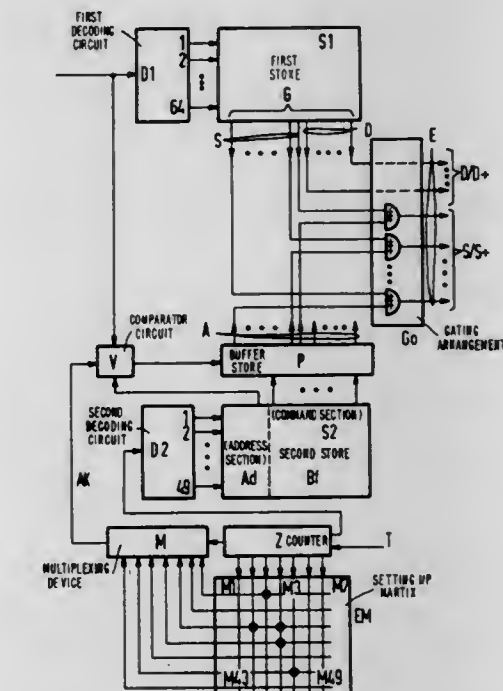 FIRST
DECODING
CIRCUIT
D1
1
2
64
S1
FIRST
STORE
G
S
D
E
D/D+
S/S+
GATING
ARRANGEMENT
Go
A
COMPARATOR
CIRCUIT
V
BUFFER
STORE
P
SECOND
DECODING
CIRCUIT
D2
1
2
48
(ADDRESS
SECTION)
Ad
(COMMAND SECTION)
S2
SECOND STORE
Bf
AK
M
MULTIPLEXING
DEVICE
Z COUNTER
T
M1
M3
M7
SETTING UP
MARTIX
EM
M43
M49